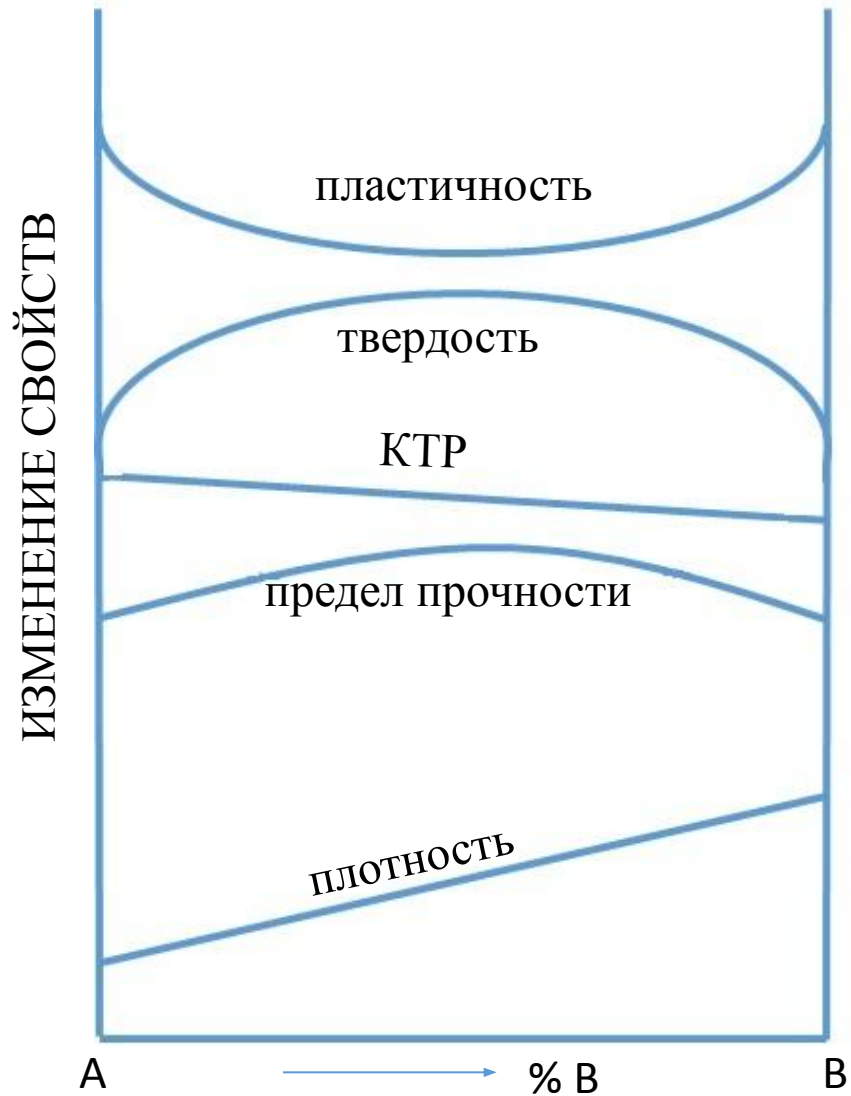 ИЗМЕНЕНИЕ СВОЙСТВ
пластичность
твердость
КТР
предел прочности
плотность
A
% B
B